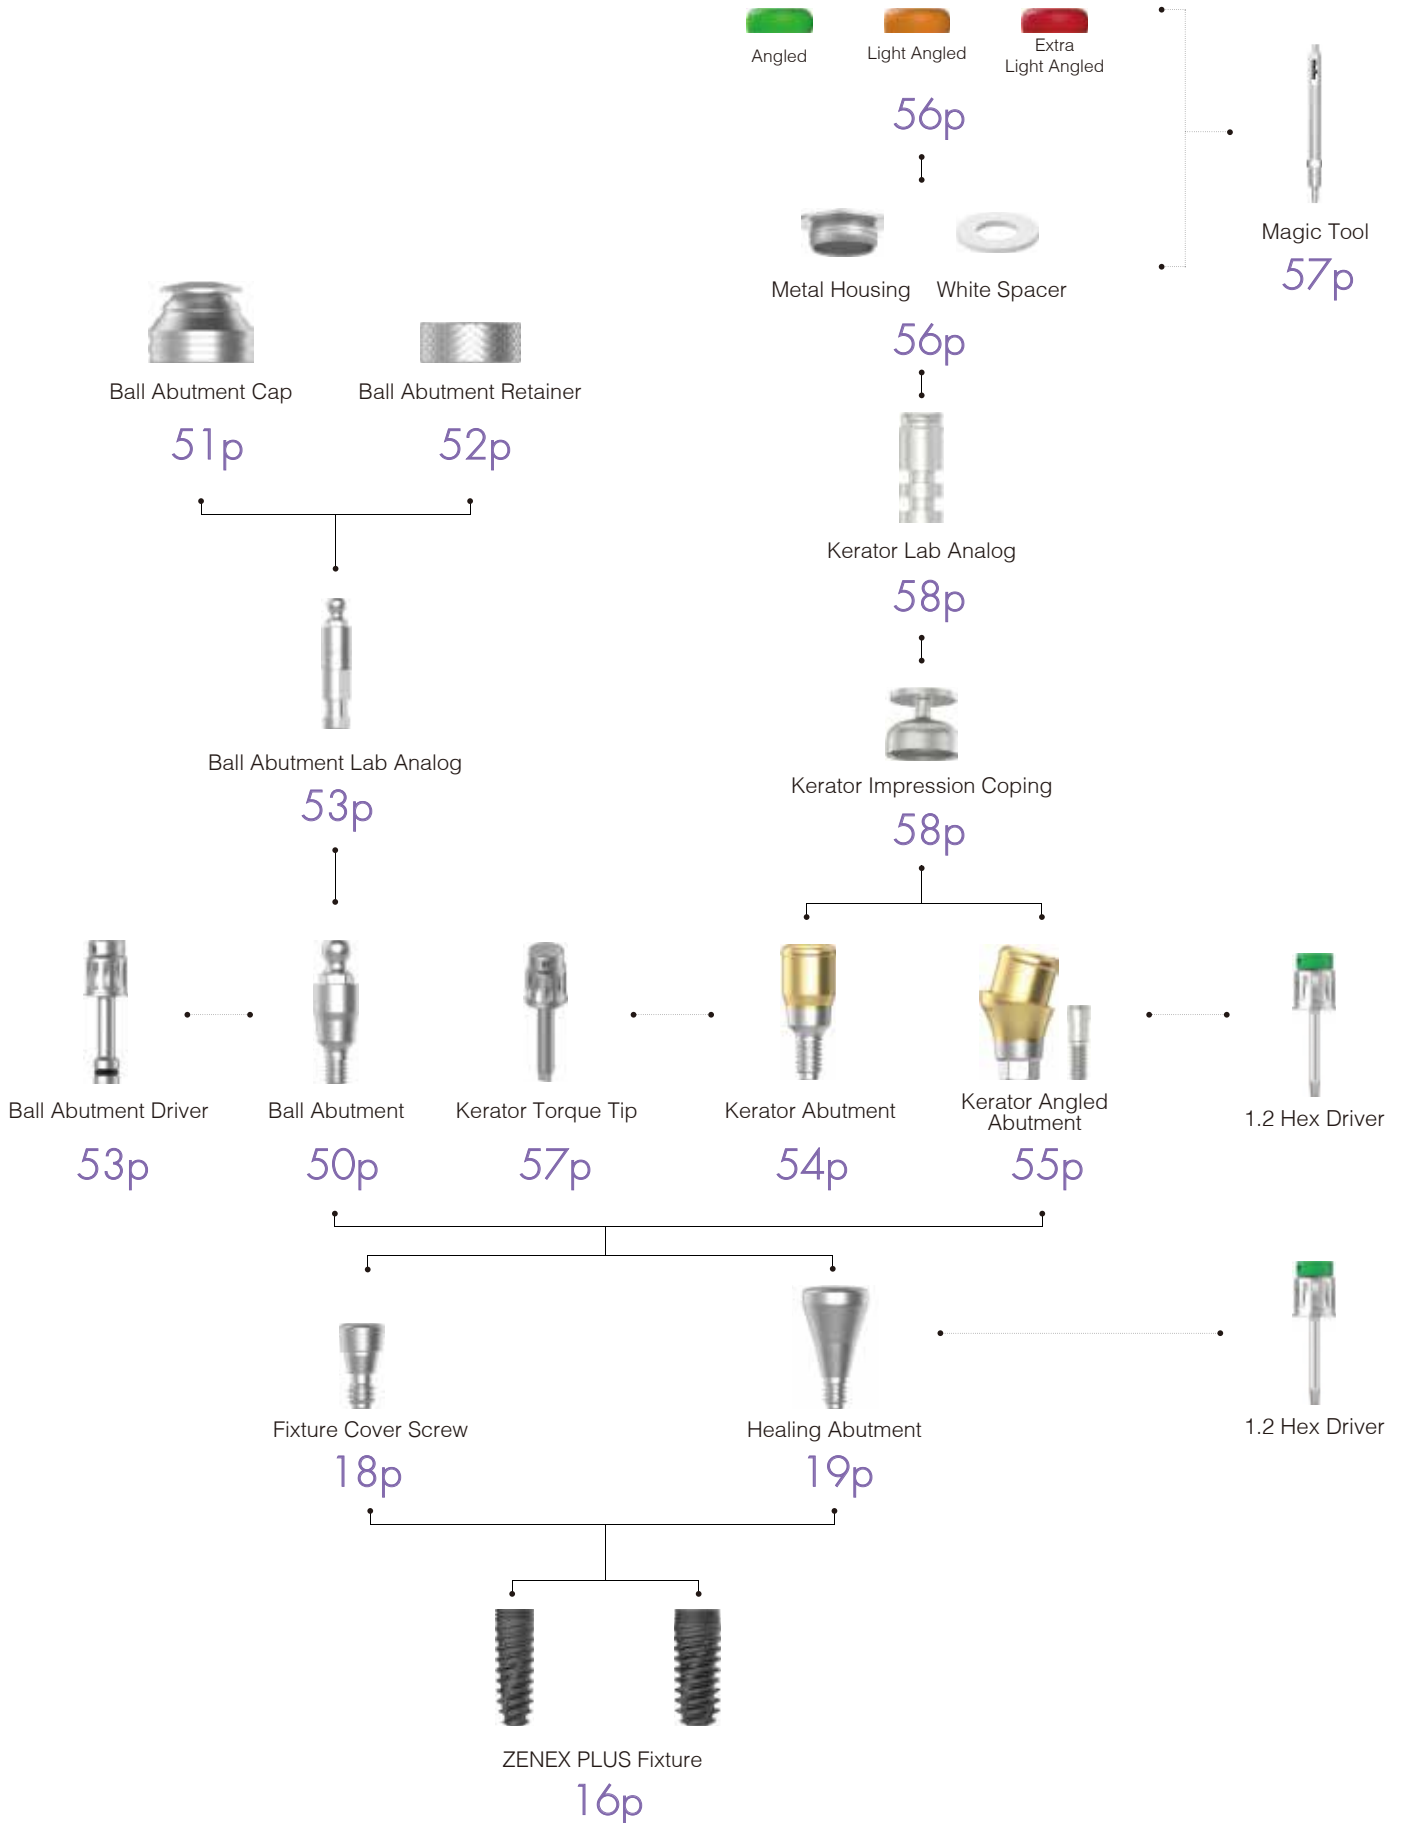 Angled
Light Angled
Extra
Light Angled
56p
Magic Tool
57p
Metal Housing
White Spacer
56p
Ball Abutment Cap
Ball Abutment Retainer
51p
52p
Kerator Lab Analog
58p
Ball Abutment Lab Analog
53p
Kerator Impression Coping
58p
Ball Abutment Driver
Ball Abutment
Kerator Torque Tip
Kerator Abutment
Kerator Angled
Abutment
1.2 Hex Driver
53p
50p
57p
54p
55p
Fixture Cover Screw
Healing Abutment
1.2 Hex Driver
18p
19p
ZENEX PLUS Fixture
16p